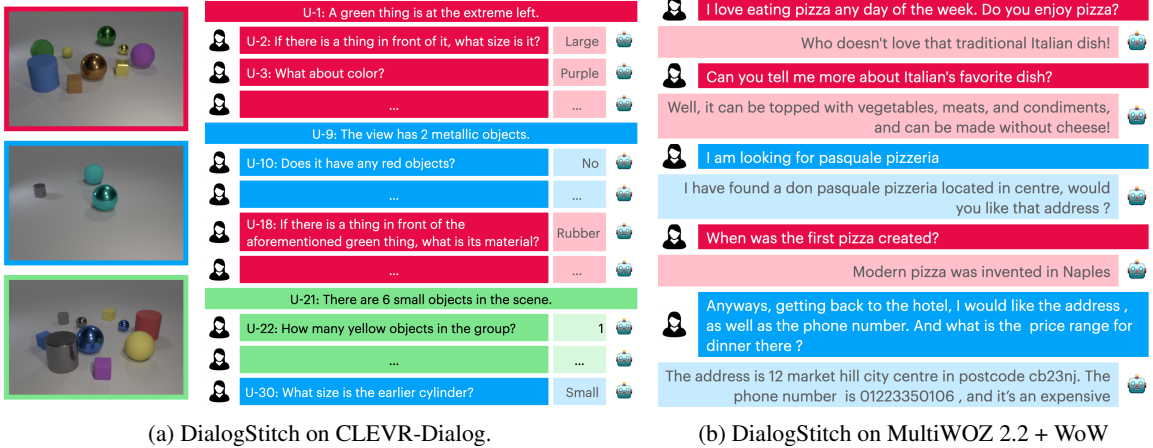 U-1: A green thing is at the extreme left.
U-2: If there is a thing in front of it, what size is it?
Large
U-3: What about color?
Purple
...
...
U-9: The view has 2 metallic objects.
U-10: Does it have any red objects?
No
...
...
U-18: If there is a thing in front of the
aforementioned green thing, what is its material?
Rubber
...
...
U-21: There are 6 small objects in the scene.
U-22: How many yellow objects in the group?
1
...
...
U-30: What size is the earlier cylinder?
Small
(a) DialogStitch on CLEVR-Dialog.
I love eating pizza any day of the week. Do you enjoy pizza?
Who doesn't love that traditional Italian dish!
Can you tell me more about Italian's favorite dish?
Well, it can be topped with vegetables, meats, and condiments,
and can be made without cheese!
I am looking for pasquale pizzeria
I have found a don pasquale pizzeria located in centre, would
you like that address ?
When was the first pizza created?
Modern pizza was invented in Naples
Anyways, getting back to the hotel, I would like the address ,
as well as the phone number. And what is the price range for
dinner there ?
The address is 12 market hill city centre in postcode cb23nj. The
phone number is 01223350106 , and it's an expensive
(b) DialogStitch on MultiWOZ 2.2 + WoW